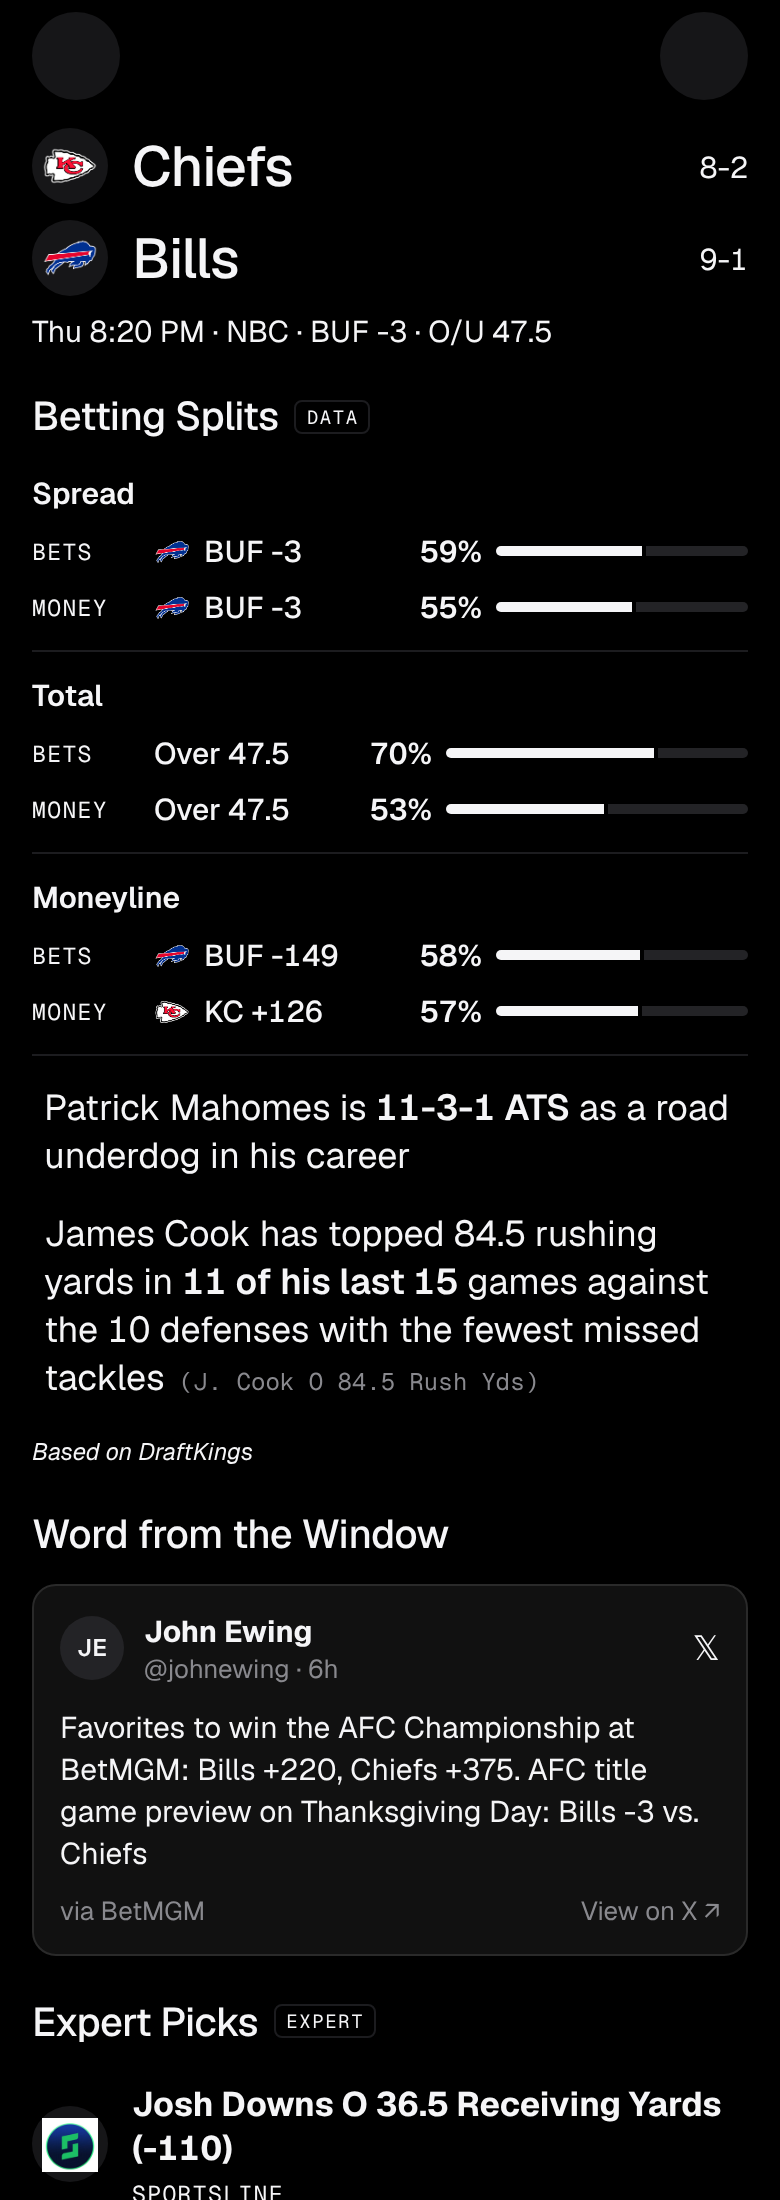 Chiefs 8-2
Bills 9-1
Thu 8:20 PM · NBC · BUF -3 · O/U 47.5
Betting Splits DATA
Spread
BETS BUF -3 59%
MONEY BUF -3 55%
Total
BETS Over 47.5 70%
MONEY Over 47.5 53%
Moneyline
BETS BUF -149 58%
MONEY KC +126 57%
Patrick Mahomes is 11-3-1 ATS as a road
underdog in his career
James Cook has topped 84.5 rushing
yards in 11 of his last 15 games against
the 10 defenses with the fewest missed
tackles (J. Cook O 84.5 Rush Yds)
Based on DraftKings
Word from the Window
JE John Ewing 𝕏
@johnewing · 6h
Favorites to win the AFC Championship at
BetMGM: Bills +220, Chiefs +375. AFC title
game preview on Thanksgiving Day: Bills -3 vs.
Chiefs
via BetMGM View on X ↗
Expert Picks EXPERT
Josh Downs O 36.5 Receiving Yards
(-110)
SPORTSLINE